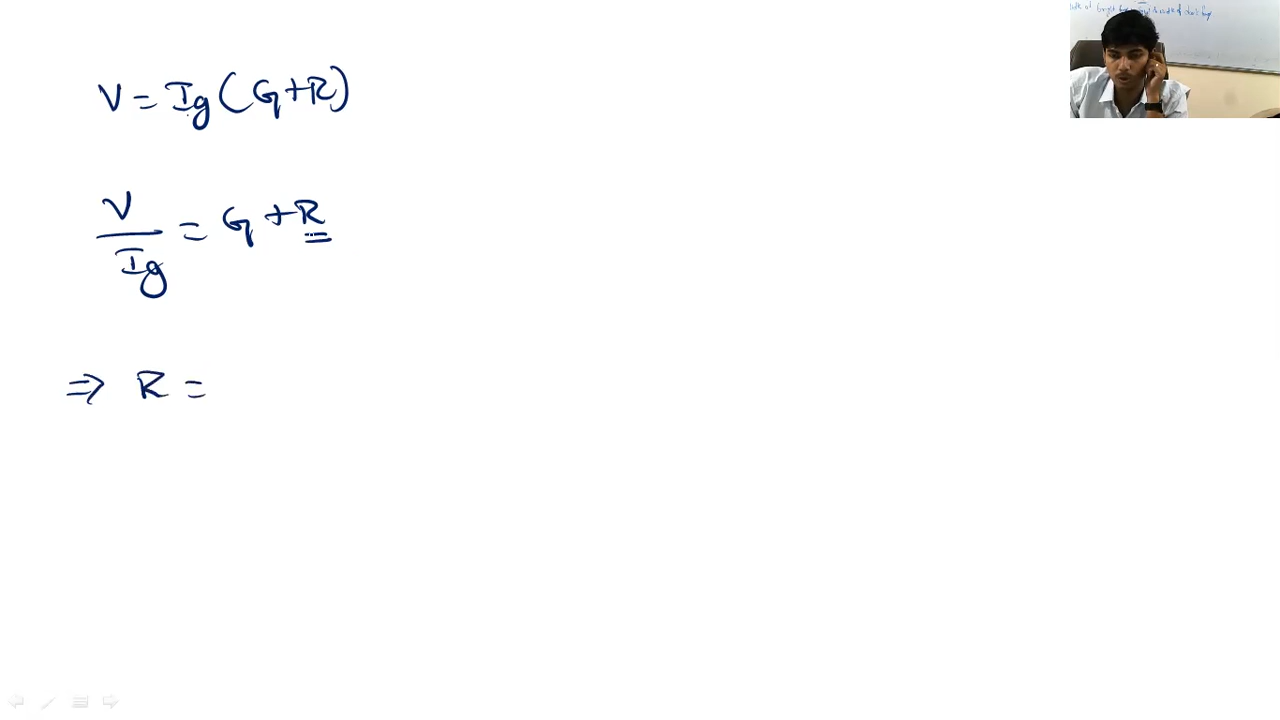 V = Ig (G+R)
V
Ig
= G + R
⇒ R =